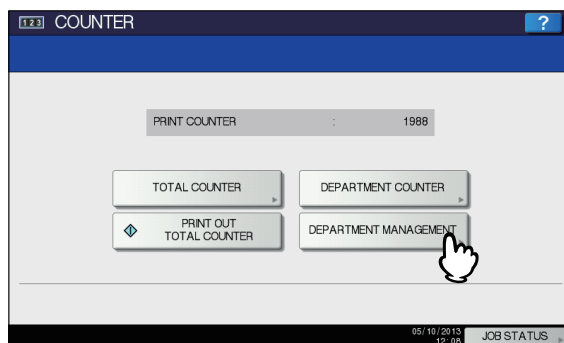 123 COUNTER ?
PRINT COUNTER : 1988
TOTAL COUNTER
DEPARTMENT COUNTER
PRINT OUT
TOTAL COUNTER
DEPARTMENT MANAGEMENT
05/10/2013
12:08
JOB STATUS